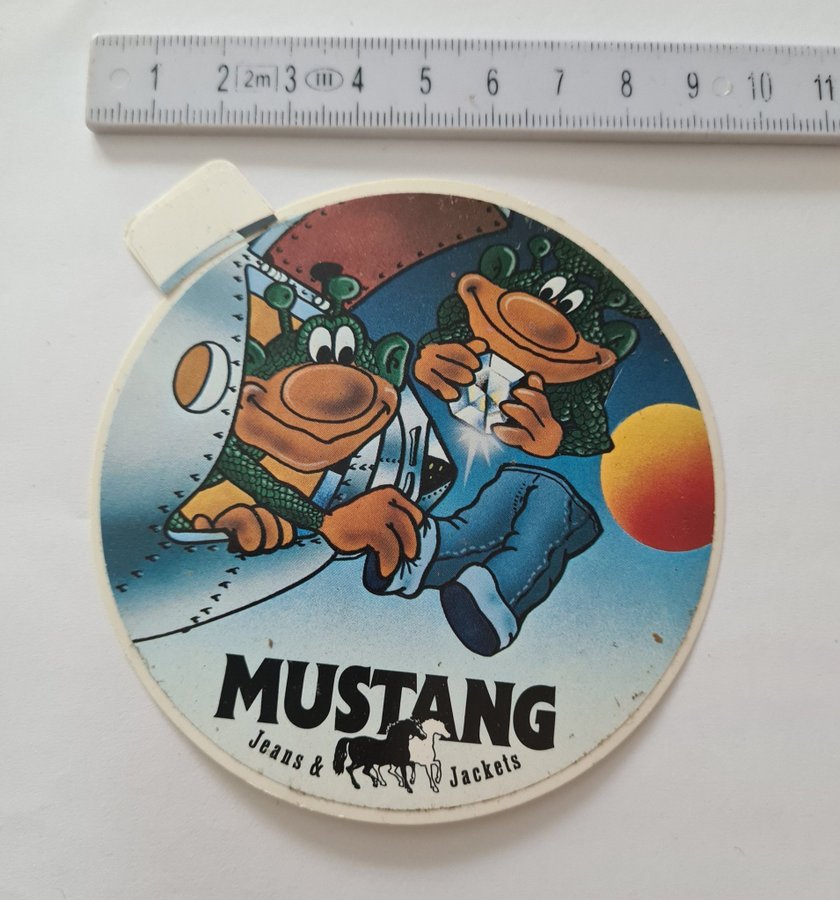 1 2 2m 3 III 4 5 6 7 8 9 10 11
MUSTANG
Jeans & Jackets